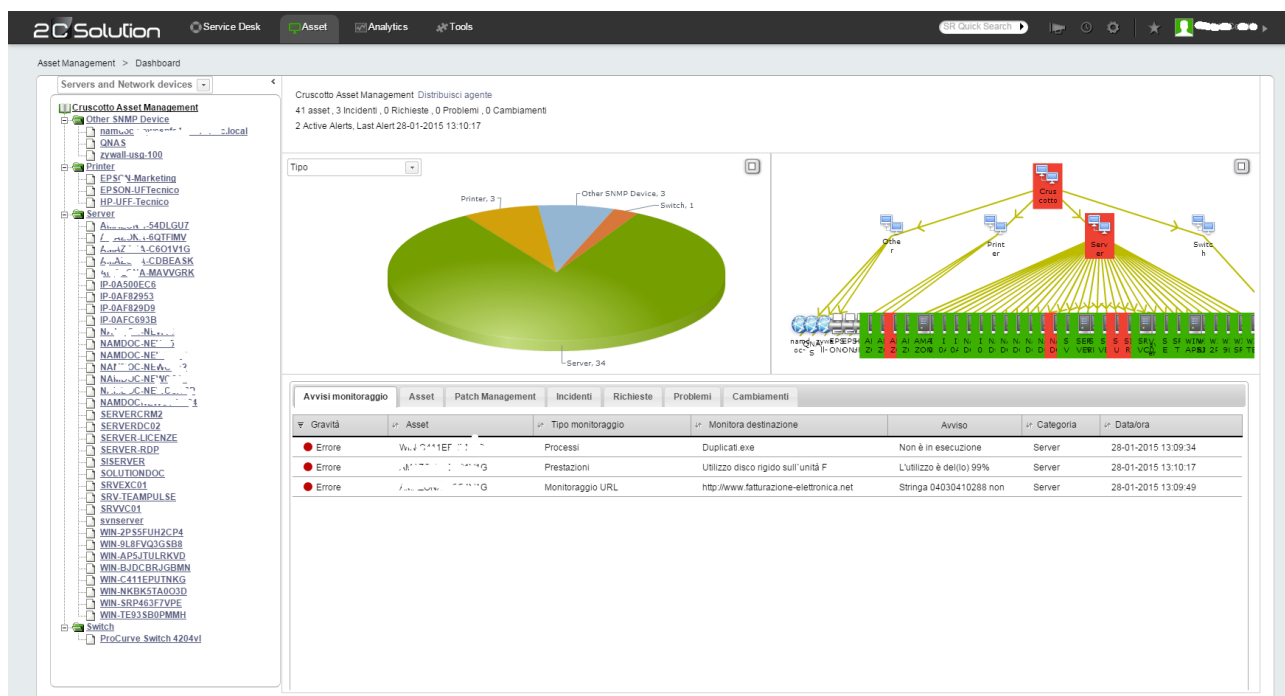 2C Solution
Service Desk
Asset
Analytics
Tools
SR Quick Search
Asset Management > Dashboard
Servers and Network devices
Cruscotto Asset Management
Other SNMP Device
QNAS
zywall-usg-100
Printer
EPSON-Marketing
EPSON-UFTecnico
HP-UFF-Tecnico
Server
IP-0A500EC6
IP-0AF82953
IP-0AF829D9
IP-0AFC693B
SERVERCRM2
SERVERDC02
SERVER-LICENZE
SERVER-RDP
SISERVER
SOLUTIONDOC
SRVEXC01
SRV-TEAMPULSE
SRVVC01
svnserver
WIN-2PS5FUH2CP4
WIN-9L8FVQ3GSB8
WIN-AP5JTULRKVD
WIN-BJDCBRJGBMN
WIN-C411EPUTNKG
WIN-NKBK5TA0O3D
WIN-SRP463F7VPE
WIN-TE93SB0PMMH
Switch
ProCurve Switch 4204vl
Cruscotto Asset Management Distribuisci agente
41 asset , 3 Incidenti , 0 Richieste , 0 Problemi , 0 Cambiamenti
2 Active Alerts, Last Alert 28-01-2015 13:10:17
Tipo
Printer, 3
Other SNMP Device, 3
Switch, 1
Server, 34
Crus
cotto
Othe
r
Print
er
Serv
er
Switc
h
Avvisi monitoraggio Asset Patch Management Incidenti Richieste Problemi Cambiamenti
Gravità Asset Tipo monitoraggio Monitora destinazione Avviso Categoria Data/ora
Errore Processi Duplicati.exe Non è in esecuzione Server 28-01-2015 13:09:34
Errore Prestazioni Utilizzo disco rigido sull'unità F L'utilizzo è del(lo) 99% Server 28-01-2015 13:10:17
Errore Monitoraggio URL http://www.fatturazione-elettronica.net Stringa 04030410288 non Server 28-01-2015 13:09:49